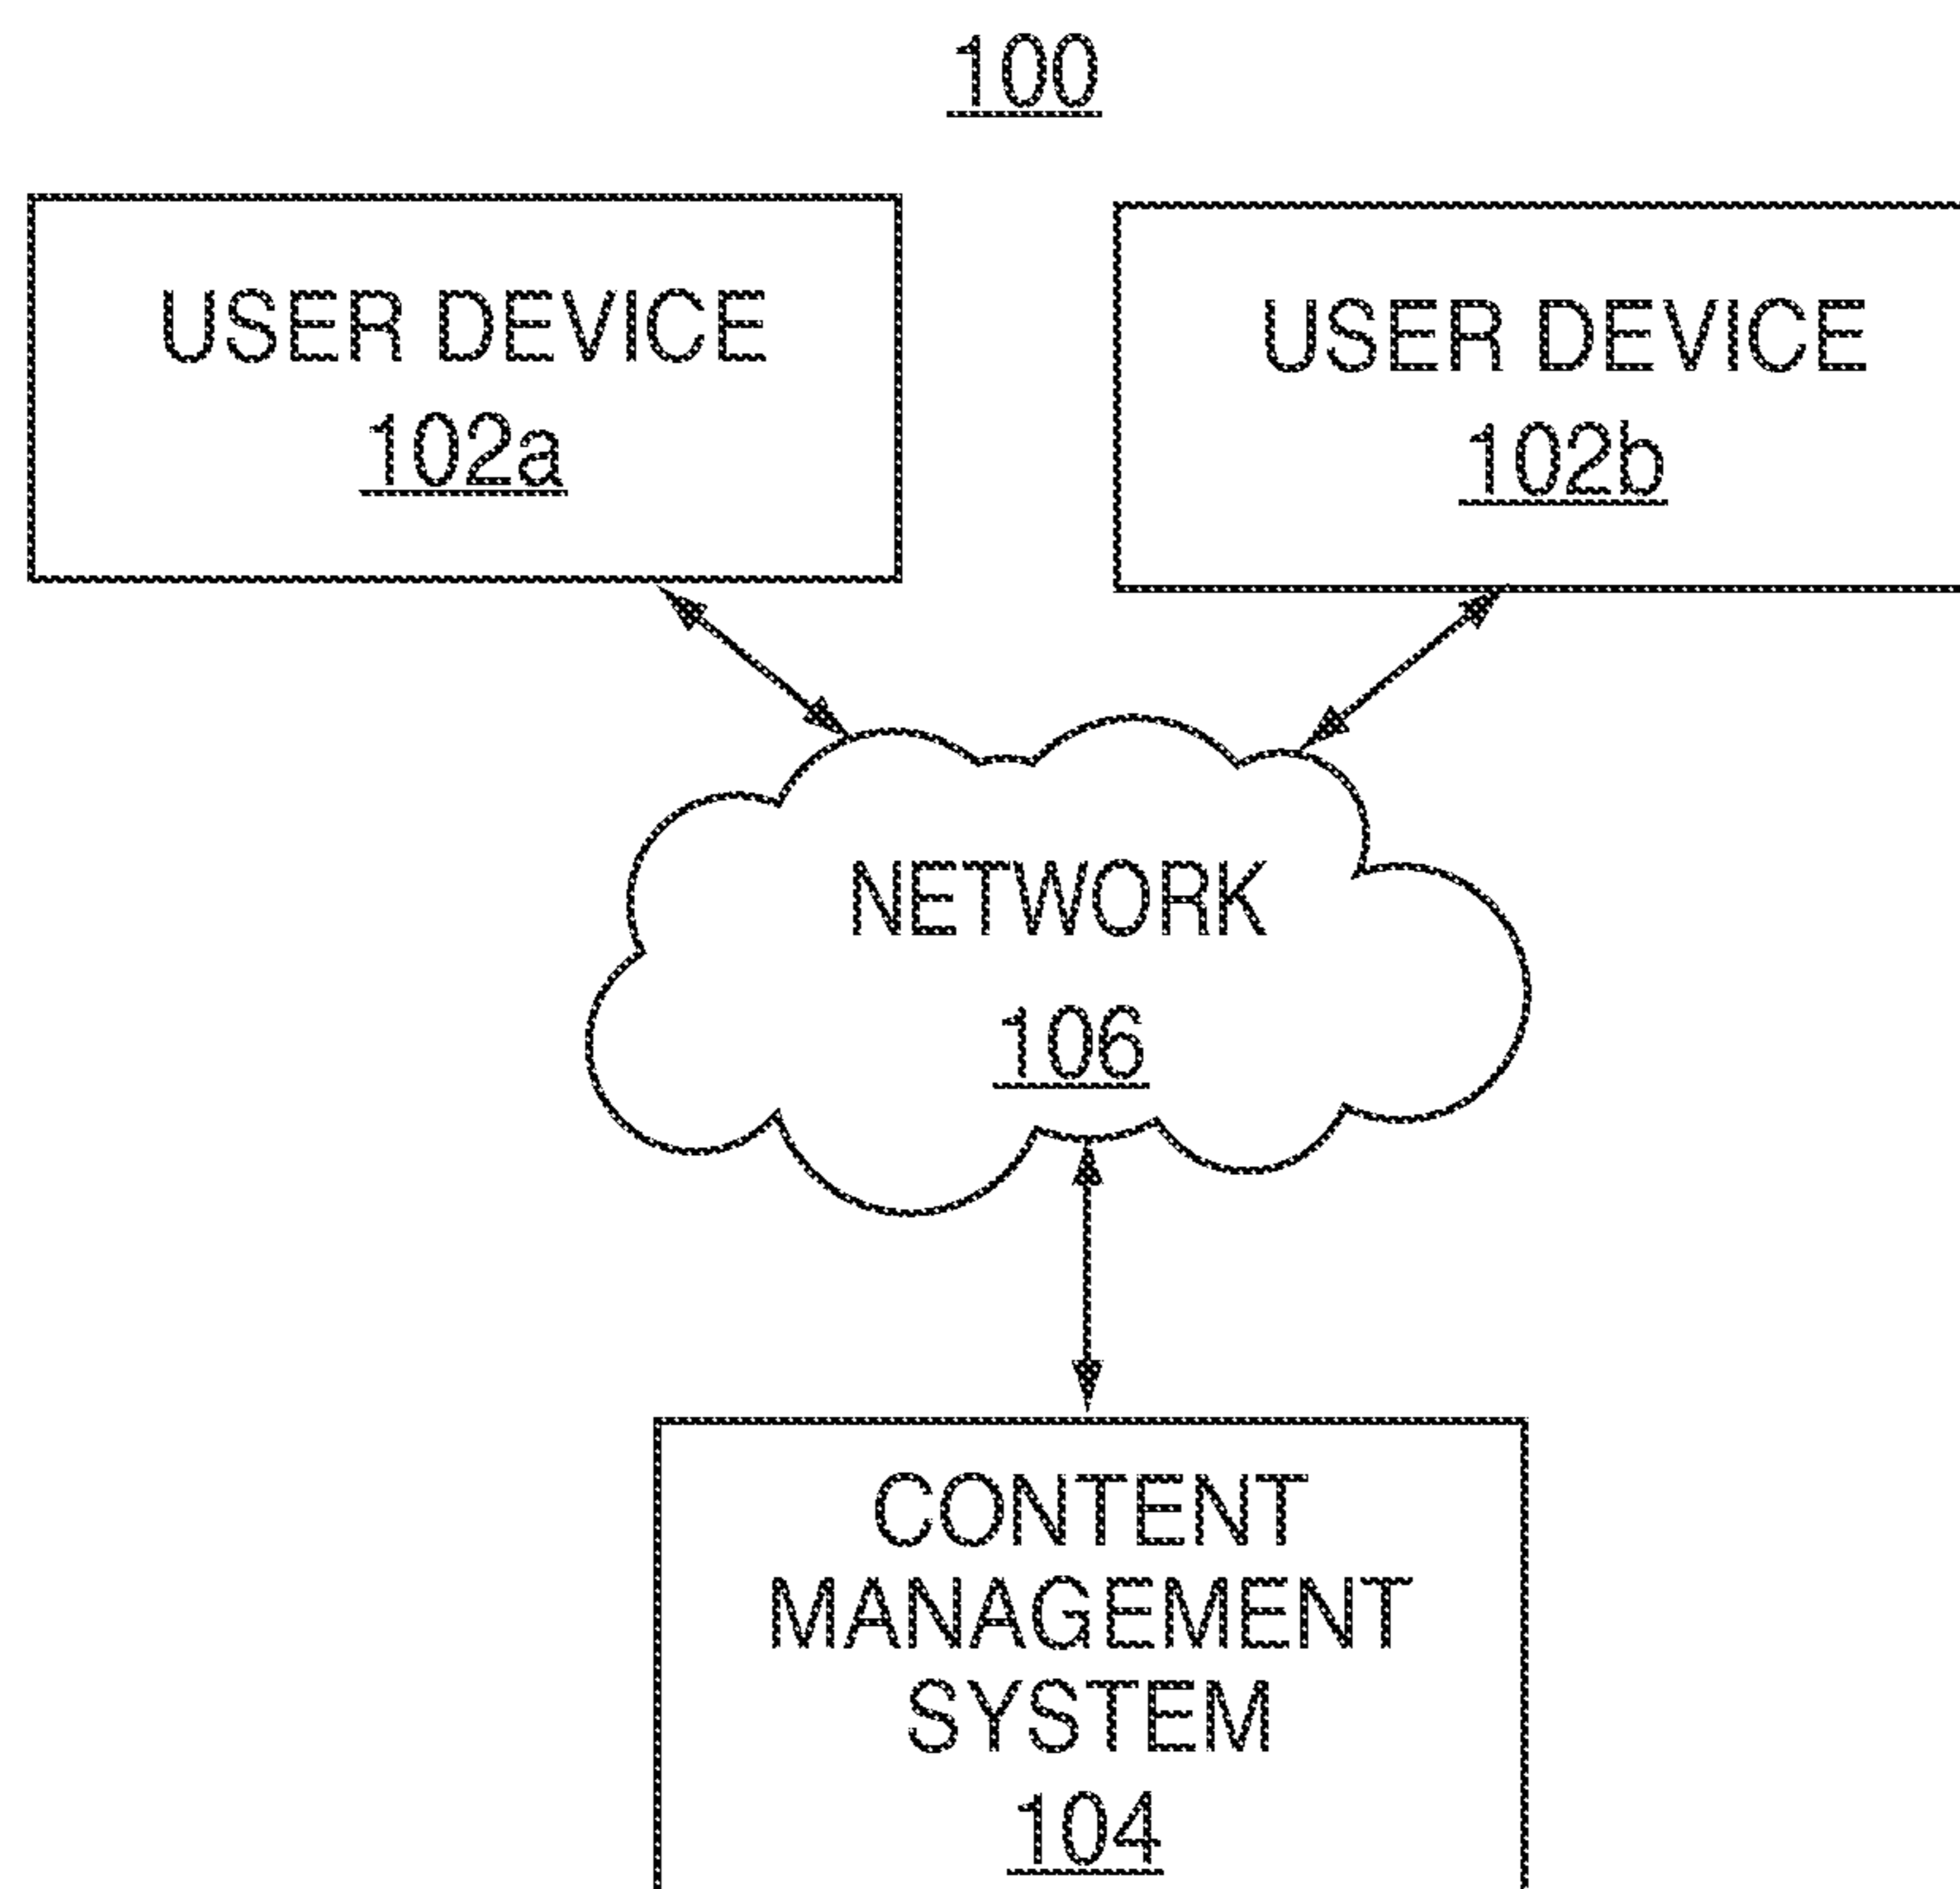 100
USER DEVICE
102a
USER DEVICE
102b
NETWORK
106
CONTENT
MANAGEMENT
SYSTEM
104